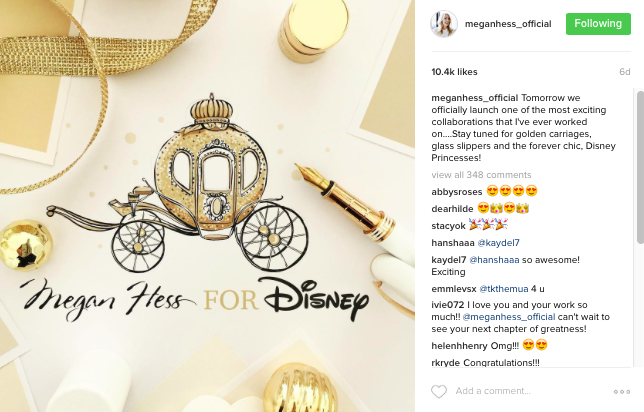 Megan Hess FOR Disney
meganhess_official
Following
10.4k likes
6d
meganhess_official Tomorrow we
officially launch one of the most exciting
collaborations that I've ever worked
on....Stay tuned for golden carriages,
glass slippers and the forever chic, Disney
Princesses!
view all 348 comments
abbysroses 😍😍😍😍
dearhilde 😍🎉😍🎉
stacyok 🎉🎉🎉
hanshaaa @kaydel7
kaydel7 @hanshaaa so awesome!
Exciting
emmlevsx @tkthemua 4 u
ivie072 I love you and your work so
much!! @meganhess_official can't wait to
see your next chapter of greatness!
helenhhenry Omg!!! 😍😍
rkryde Congratulations!!!
Add a comment...